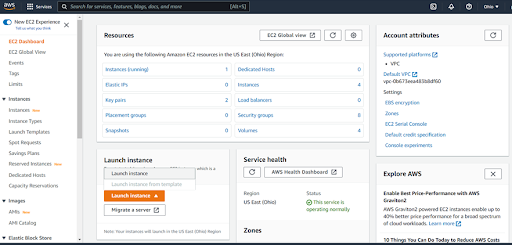 aws
Services
Search for services, features, blogs, docs, and more
[Alt+S]
Ohio
New EC2 Experience
Tell us what you think
EC2 Dashboard
EC2 Global View
Events
Tags
Limits
Instances
Instances New
Instance Types
Launch Templates
Spot Requests
Savings Plans
Reserved Instances New
Dedicated Hosts
Capacity Reservations
Images
AMIs New
AMI Catalog
Resources
EC2 Global view
You are using the following Amazon EC2 resources in the US East (Ohio) Region:
Instances (running) 1
Dedicated Hosts 0
Elastic IPs 0
Instances 4
Key pairs 2
Load balancers 0
Placement groups 0
Security groups 8
Snapshots 0
Volumes 4
Launch instance
which is a
Launch instance
Launch instance from template
Launch instance
Migrate a server
Note: Your instances will launch in the US East (Ohio) Region
Service health
AWS Health Dashboard
Region
Status
US East (Ohio)
This service is
operating normally
Zones
Account attributes
Supported platforms
VPC
Default VPC
vpc-0b673eea483b8df60
Settings
EBS encryption
Zones
EC2 Serial Console
Default credit specification
Console experiments
Explore AWS
Enable Best Price-Performance with AWS
Graviton2
AWS Graviton2 powered EC2 instances enable up to
40% better price performance for a broad spectrum
of cloud workloads. Learn more
10 Things You Can Do Today to Reduce AWS Costs